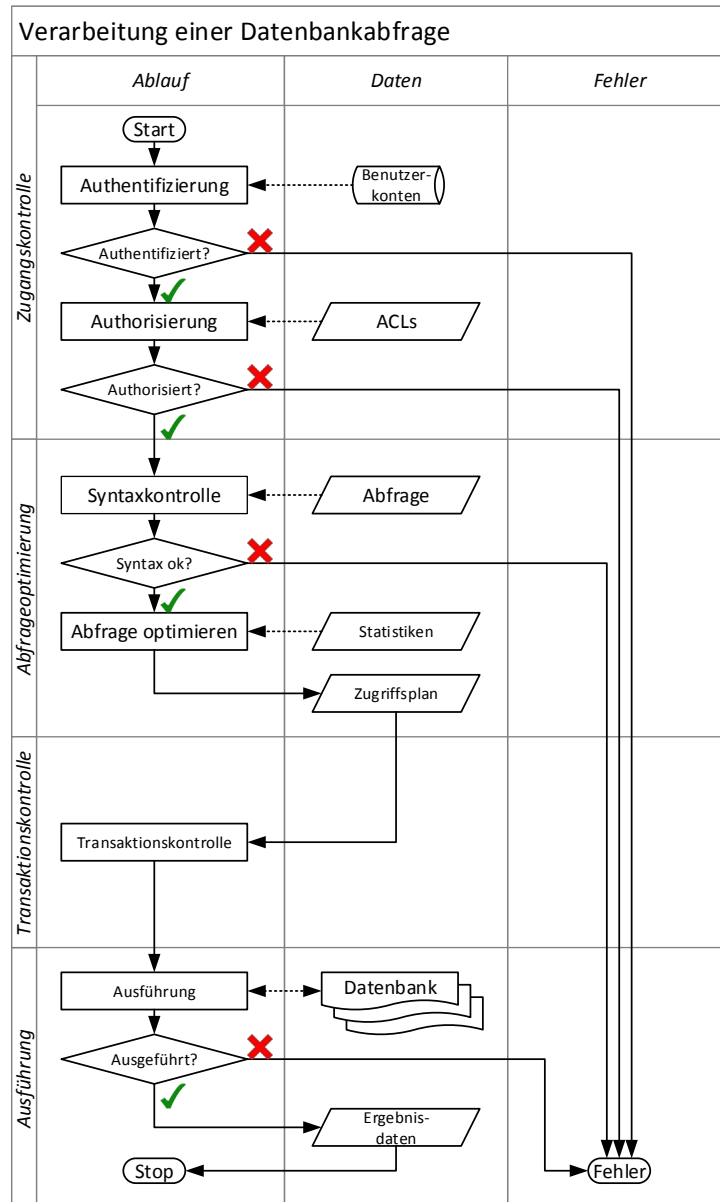 Verarbeitung einer Datenbankabfrage
Ablauf
Daten
Fehler
Zugangskontrolle
Start
Authentifizierung
Benutzer-
konten
Authentifiziert?
Authorisierung
ACLs
Authorisiert?
Abfrageoptimierung
Syntaxkontrolle
Abfrage
Syntax ok?
Abfrage optimieren
Statistiken
Zugriffsplan
Transaktionskontrolle
Transaktionskontrolle
Ausführung
Ausführung
Datenbank
Ausgeführt?
Ergebnis-
daten
Stop
Fehler